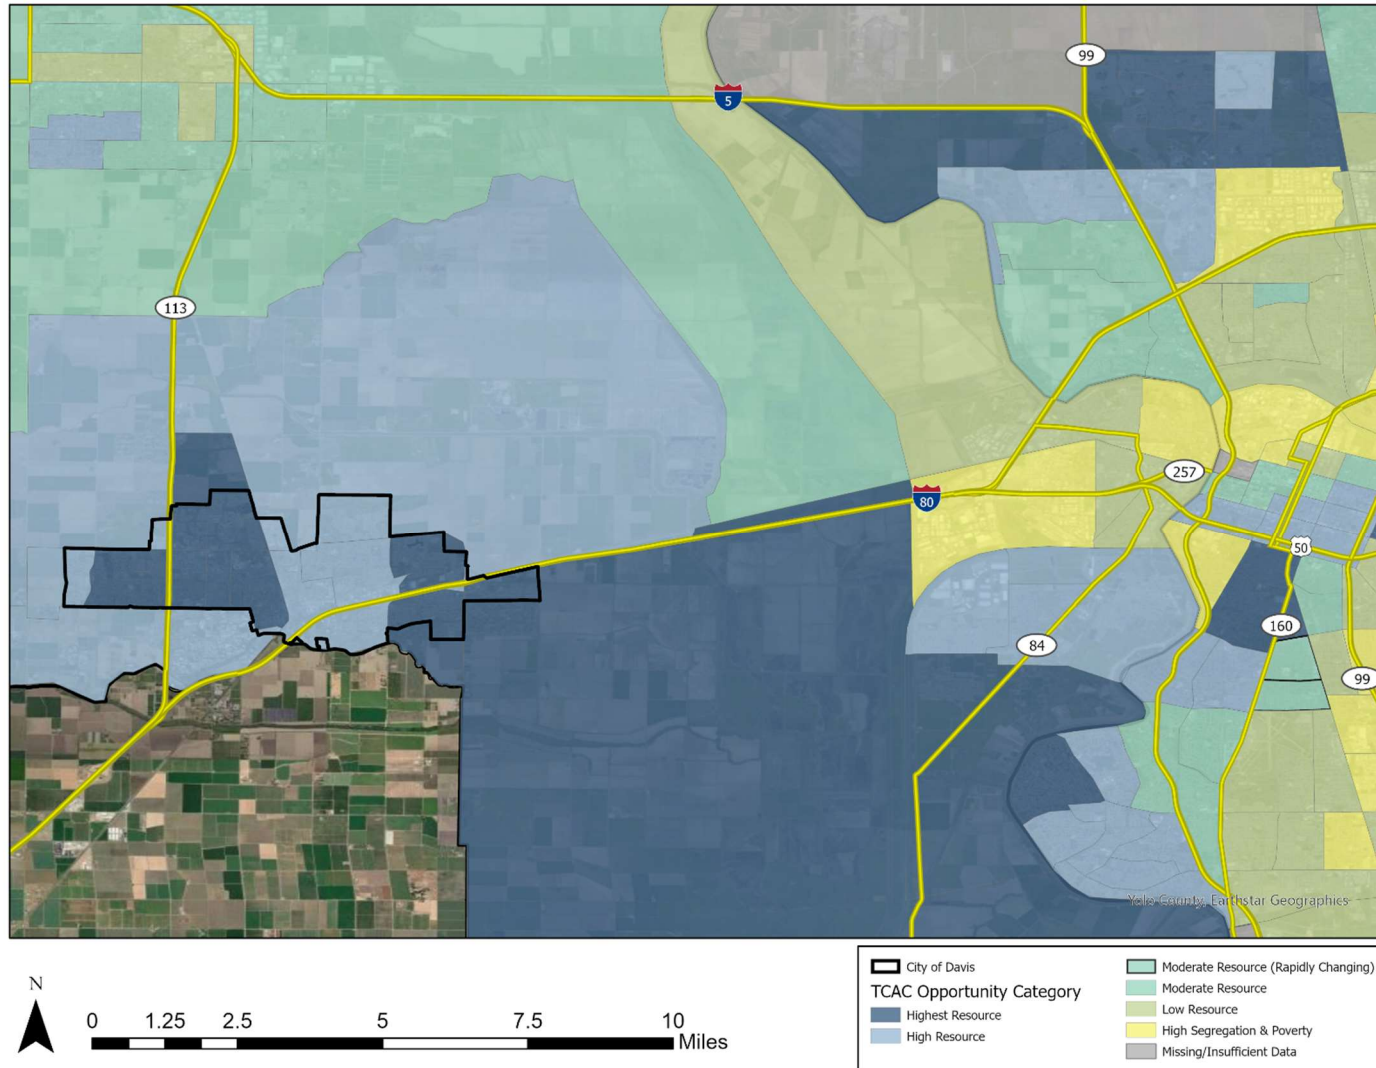 99
5
113
257
80
50
160
84
99
Yolo County, Earthstar Geographics
N
0 1.25 2.5 5 7.5 10
Miles
City of Davis
TCAC Opportunity Category
Highest Resource
High Resource
Moderate Resource (Rapidly Changing)
Moderate Resource
Low Resource
High Segregation & Poverty
Missing/Insufficient Data